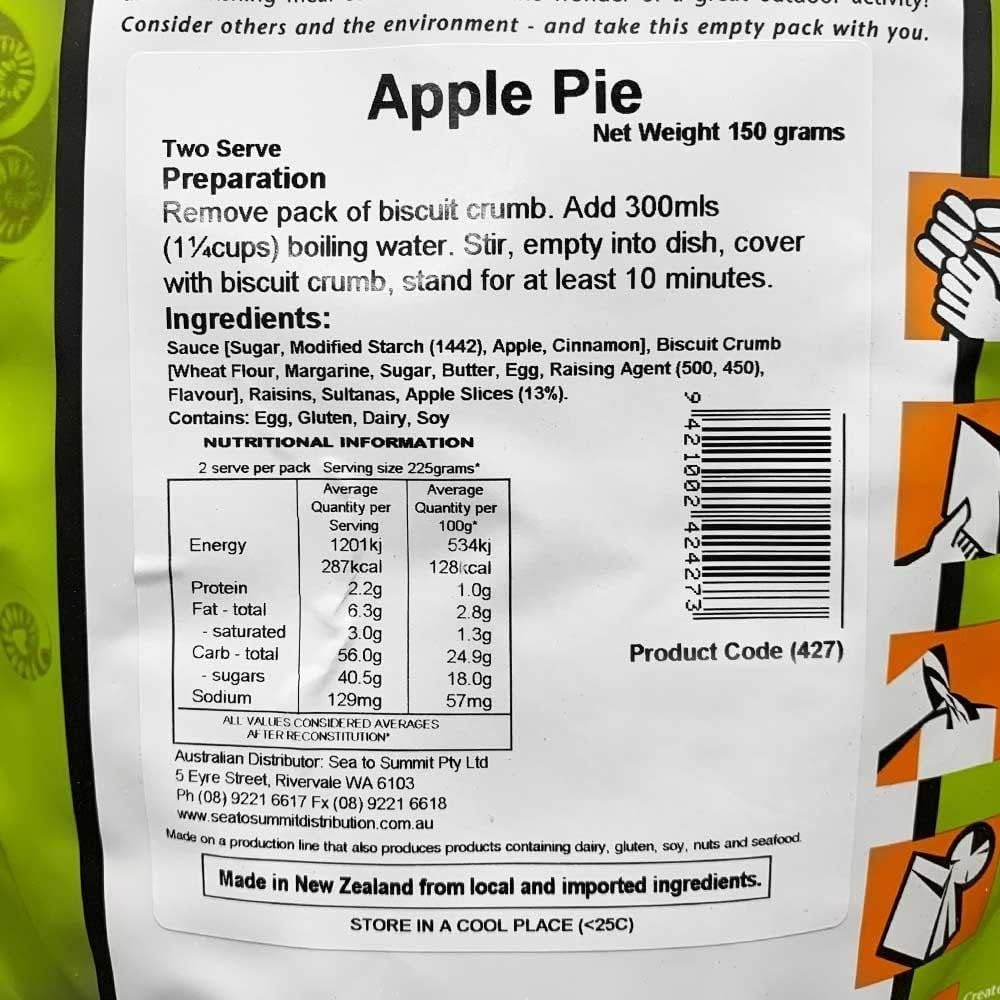 Consider others and the environment - and take this empty pack with you.
Apple Pie
Net Weight 150 grams
Two Serve
Preparation
Remove pack of biscuit crumb. Add 300mls
(1¼cups) boiling water. Stir, empty into dish, cover
with biscuit crumb, stand for at least 10 minutes.
Ingredients:
Sauce [Sugar, Modified Starch (1442), Apple, Cinnamon], Biscuit Crumb
[Wheat Flour, Margarine, Sugar, Butter, Egg, Raising Agent (500, 450),
Flavour], Raisins, Sultanas, Apple Slices (13%).
Contains: Egg, Gluten, Dairy, Soy
NUTRITIONAL INFORMATION
2 serve per pack Serving size 225grams*
Average Average
Quantity per Quantity per
Serving 100g*
Energy 1201kj 534kj
287kcal 128kcal
Protein 2.2g 1.0g
Fat - total 6.3g 2.8g
- saturated 3.0g 1.3g
Carb - total 56.0g 24.9g
- sugars 40.5g 18.0g
Sodium 129mg 57mg
ALL VALUES CONSIDERED AVERAGES
AFTER RECONSTITUTION*
9 421002 424273
Product Code (427)
Australian Distributor: Sea to Summit Pty Ltd
5 Eyre Street, Rivervale WA 6103
Ph (08) 9221 6617 Fx (08) 9221 6618
www.seatosummitdistribution.com.au
Made on a production line that also produces products containing dairy, gluten, soy, nuts and seafood.
Made in New Zealand from local and imported ingredients.
STORE IN A COOL PLACE (<25C)